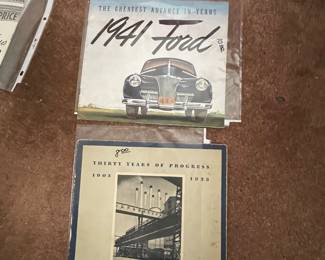 PRICE
THE GREATEST ADVANCE IN YEARS
1941 Ford
THIRTY YEARS OF PROGRESS
1903 1933